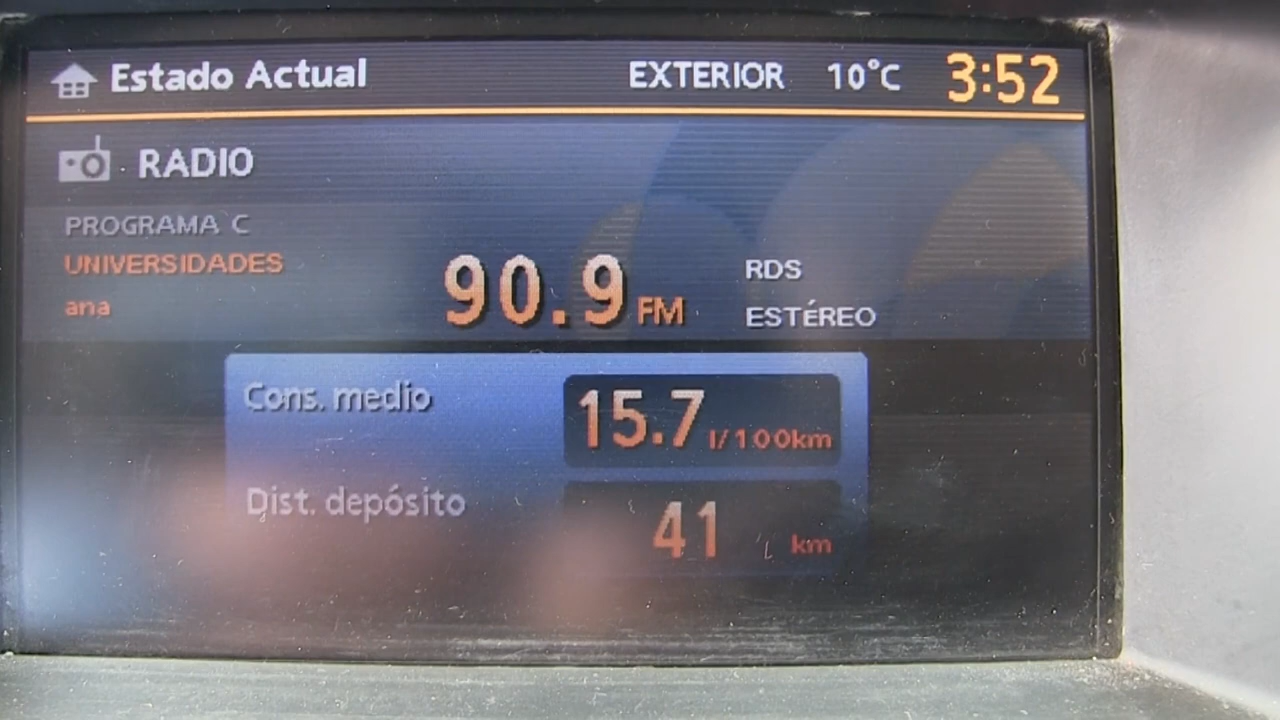 Estado Actual EXTERIOR 10°C 3:52
RADIO
PROGRAMA C
UNIVERSIDADES 90.9 FM RDS
ana ESTÉREO
Cons. medio 15.7 l/100km
Dist. depósito 41 km